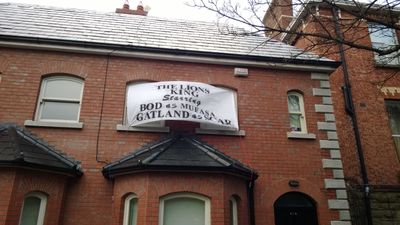 THE LIONS
KING
Starring
BOD as MUFASA
GATLAND as SCAR